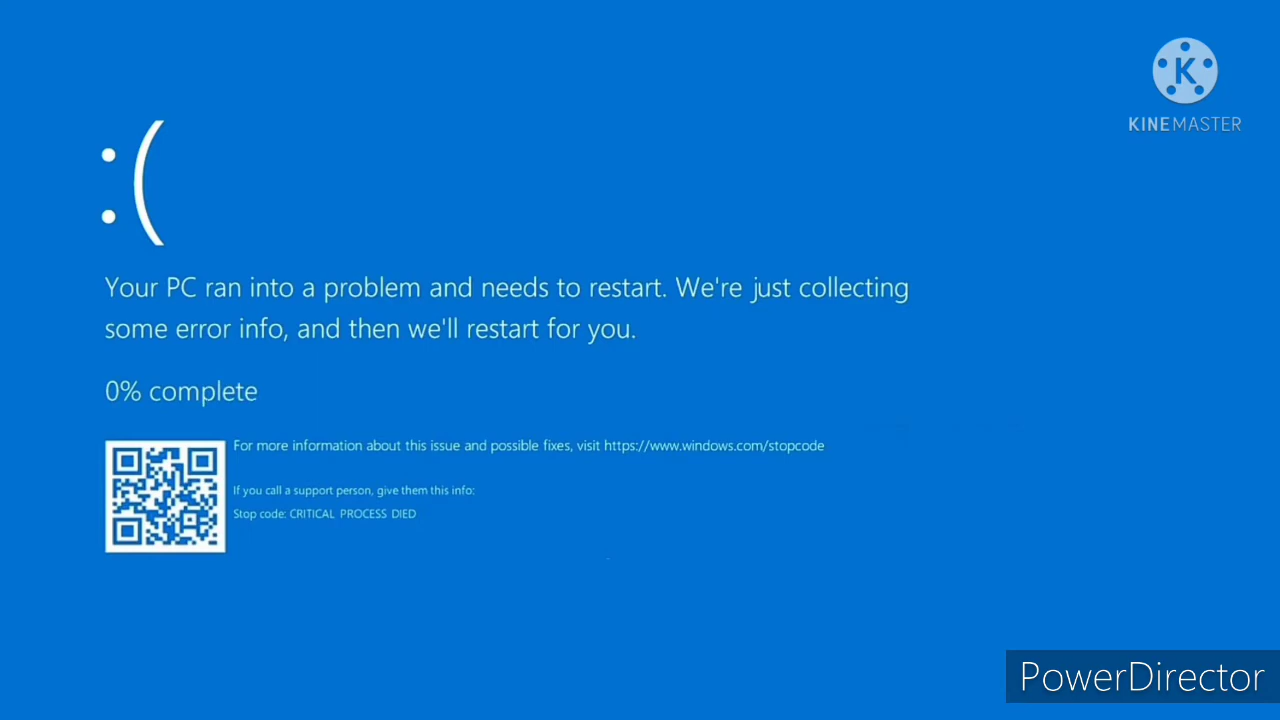 K
KINEMASTER
:(
Your PC ran into a problem and needs to restart. We're just collecting
some error info, and then we'll restart for you.
0% complete
For more information about this issue and possible fixes, visit https://www.windows.com/stopcode
If you call a support person, give them this info:
Stop code: CRITICAL PROCESS DIED
PowerDirector